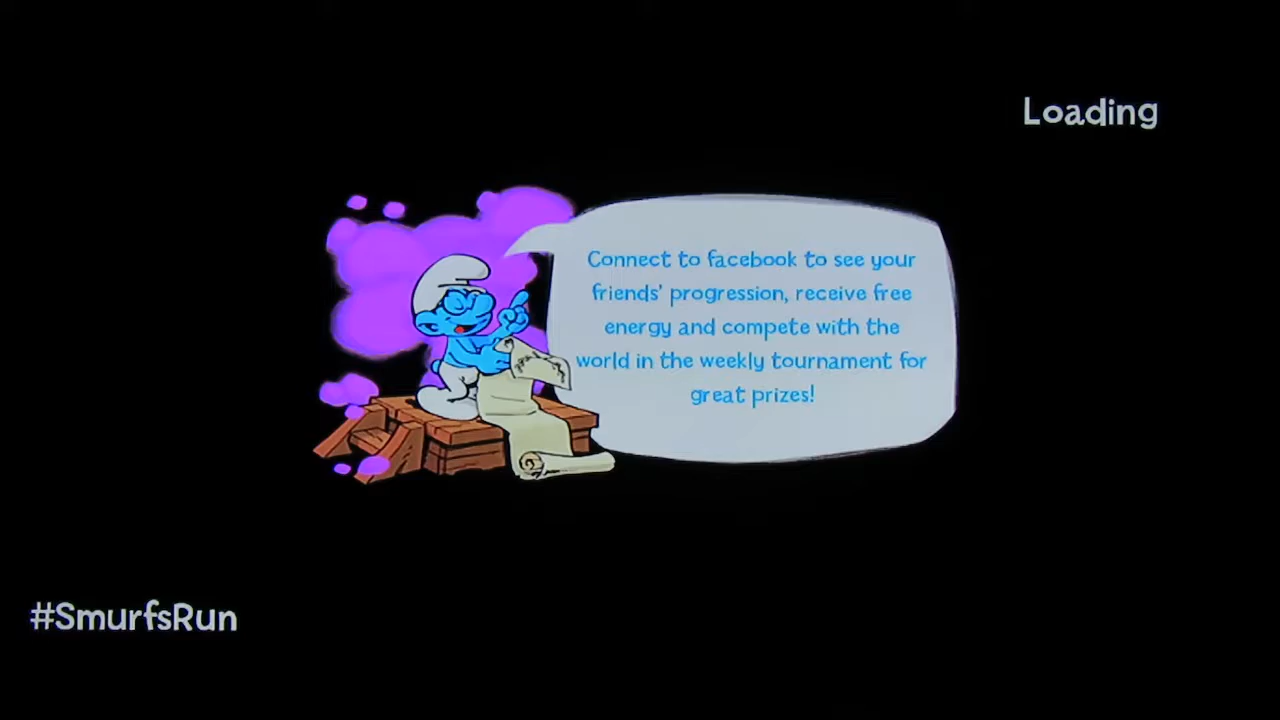 Loading
Connect to facebook to see your
friends' progression, receive free
energy and compete with the
world in the weekly tournament for
great prizes!
#SmurfsRun